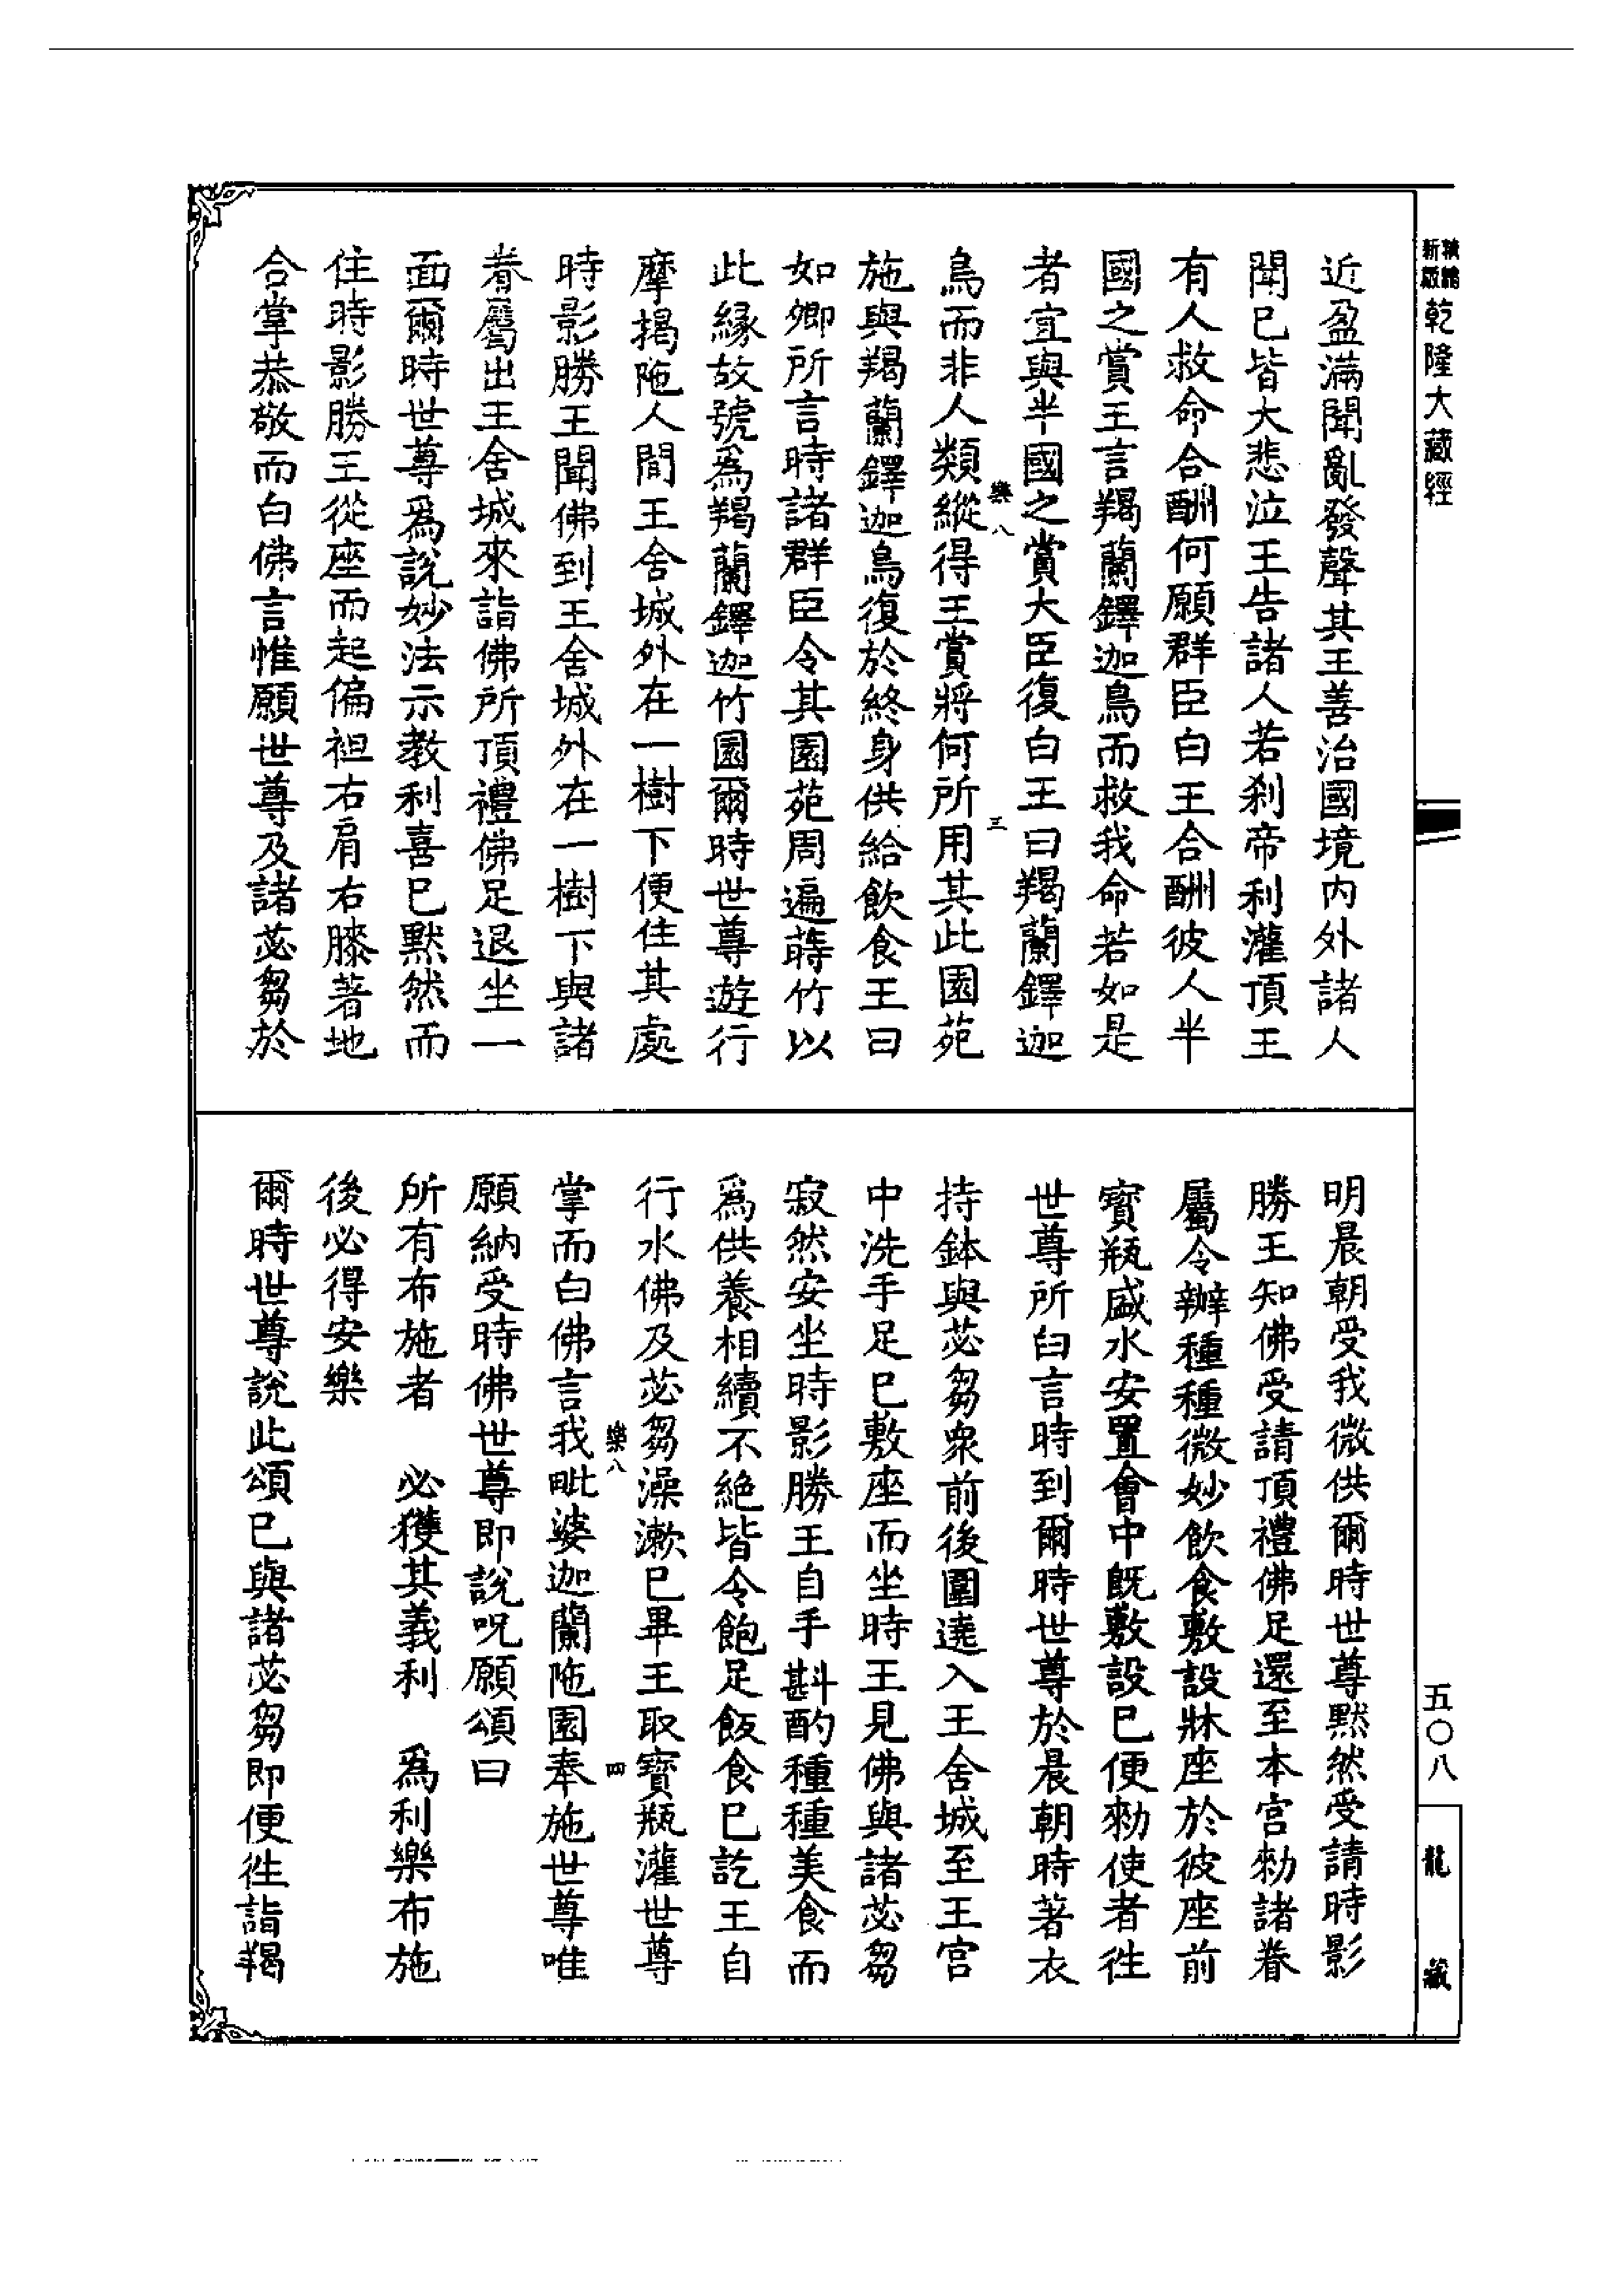 新編縮版
乾隆大藏經
近盈滿聞亂發聲其王善治國境內外諸人
聞已皆大悲泣王告諸人若刹帝利灌頂王
有人救命合酬何願群臣白王合酬彼人半
國之賞王言羯蘭鐸迦鳥而救我命若如是
者宜與半國之賞大臣復白王曰羯蘭鐸迦
鳥而非人類縱得王賞將何所用其此園苑
樂八
三
施與羯蘭鐸迦鳥復於終身供給飲食王曰
如卿所言時諸群臣令其園苑周遍蒔竹以
此緣故號爲羯蘭鐸迦竹園爾時世尊遊行
摩揭陁人間王舍城外在一樹下便住其處
時影勝王聞佛到王舍城外在一樹下與諸
眷屬出王舍城來詣佛所頂禮佛足退坐一
面爾時世尊爲說妙法示教利喜已默然而
住時影勝王從座而起偏袒右肩右膝著地
合掌恭敬而白佛言惟願世尊及諸苾芻於
明晨朝受我微供爾時世尊默然受請時影
勝王知佛受請頂禮佛足還至本宮勑諸眷
屬令辦種種微妙飲食敷設牀座於彼座前
寶瓶盛水安置會中旣敷設已便勑使者往
世尊所白言時到爾時世尊於晨朝時著衣
持鉢與苾芻衆前後圍遶入王舍城至王宮
中洗手足已敷座而坐時王見佛與諸苾芻
寂然安坐時影勝王自手斟酌種種美食而
爲供養相續不絕皆令飽足飯食已訖王自
行水佛及苾芻澡漱已畢王取寶瓶灌世尊
樂八
四
掌而白佛言我毗婆迦蘭陁園奉施世尊唯
願納受時佛世尊即說呪願頌曰
所有布施者　必獲其義利　爲利樂布施
後必得安樂
爾時世尊說此頌已與諸苾芻即便往詣羯
五〇八
龍藏